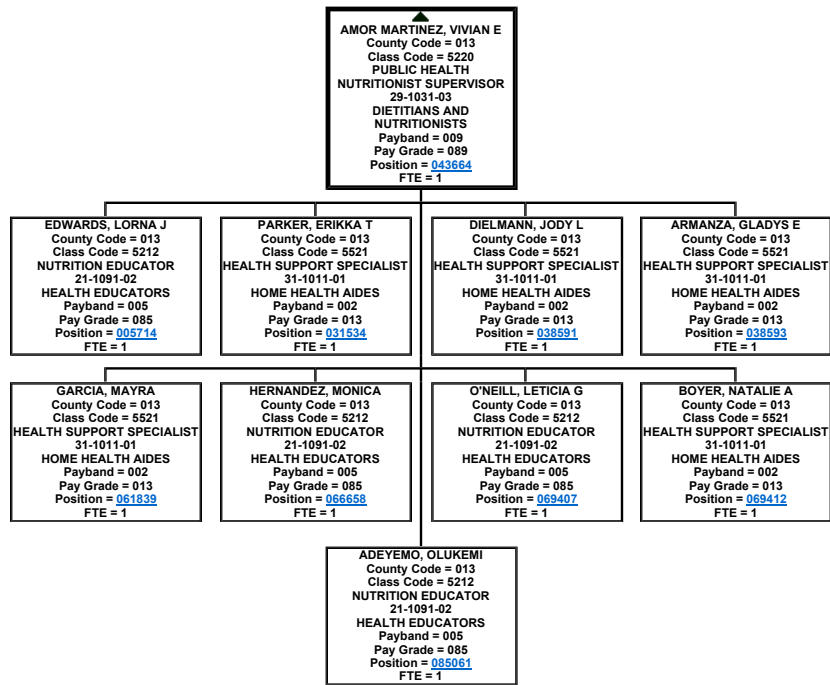 AMOR MARTINEZ, VIVIAN E
County Code = 013
Class Code = 5220
PUBLIC HEALTH
NUTRITIONIST SUPERVISOR
29-1031-03
DIETITIANS AND
NUTRITIONISTS
Payband = 009
Pay Grade = 089
Position = 043664
FTE = 1
EDWARDS, LORNA J
County Code = 013
Class Code = 5212
NUTRITION EDUCATOR
21-1091-02
HEALTH EDUCATORS
Payband = 005
Pay Grade = 085
Position = 005714
FTE = 1
PARKER, ERIKKA T
County Code = 013
Class Code = 5521
HEALTH SUPPORT SPECIALIST
31-1011-01
HOME HEALTH AIDES
Payband = 002
Pay Grade = 013
Position = 031534
FTE = 1
DIELMANN, JODY L
County Code = 013
Class Code = 5521
HEALTH SUPPORT SPECIALIST
31-1011-01
HOME HEALTH AIDES
Payband = 002
Pay Grade = 013
Position = 038591
FTE = 1
ARMANZA, GLADYS E
County Code = 013
Class Code = 5521
HEALTH SUPPORT SPECIALIST
31-1011-01
HOME HEALTH AIDES
Payband = 002
Pay Grade = 013
Position = 038593
FTE = 1
GARCIA, MAYRA
County Code = 013
Class Code = 5521
HEALTH SUPPORT SPECIALIST
31-1011-01
HOME HEALTH AIDES
Payband = 002
Pay Grade = 013
Position = 061839
FTE = 1
HERNANDEZ, MONICA
County Code = 013
Class Code = 5212
NUTRITION EDUCATOR
21-1091-02
HEALTH EDUCATORS
Payband = 005
Pay Grade = 085
Position = 066658
FTE = 1
O'NEILL, LETICIA G
County Code = 013
Class Code = 5212
NUTRITION EDUCATOR
21-1091-02
HEALTH EDUCATORS
Payband = 005
Pay Grade = 085
Position = 069407
FTE = 1
BOYER, NATALIE A
County Code = 013
Class Code = 5521
HEALTH SUPPORT SPECIALIST
31-1011-01
HOME HEALTH AIDES
Payband = 002
Pay Grade = 013
Position = 069412
FTE = 1
ADEYEMO, OLUKEMI
County Code = 013
Class Code = 5212
NUTRITION EDUCATOR
21-1091-02
HEALTH EDUCATORS
Payband = 005
Pay Grade = 085
Position = 085061
FTE = 1